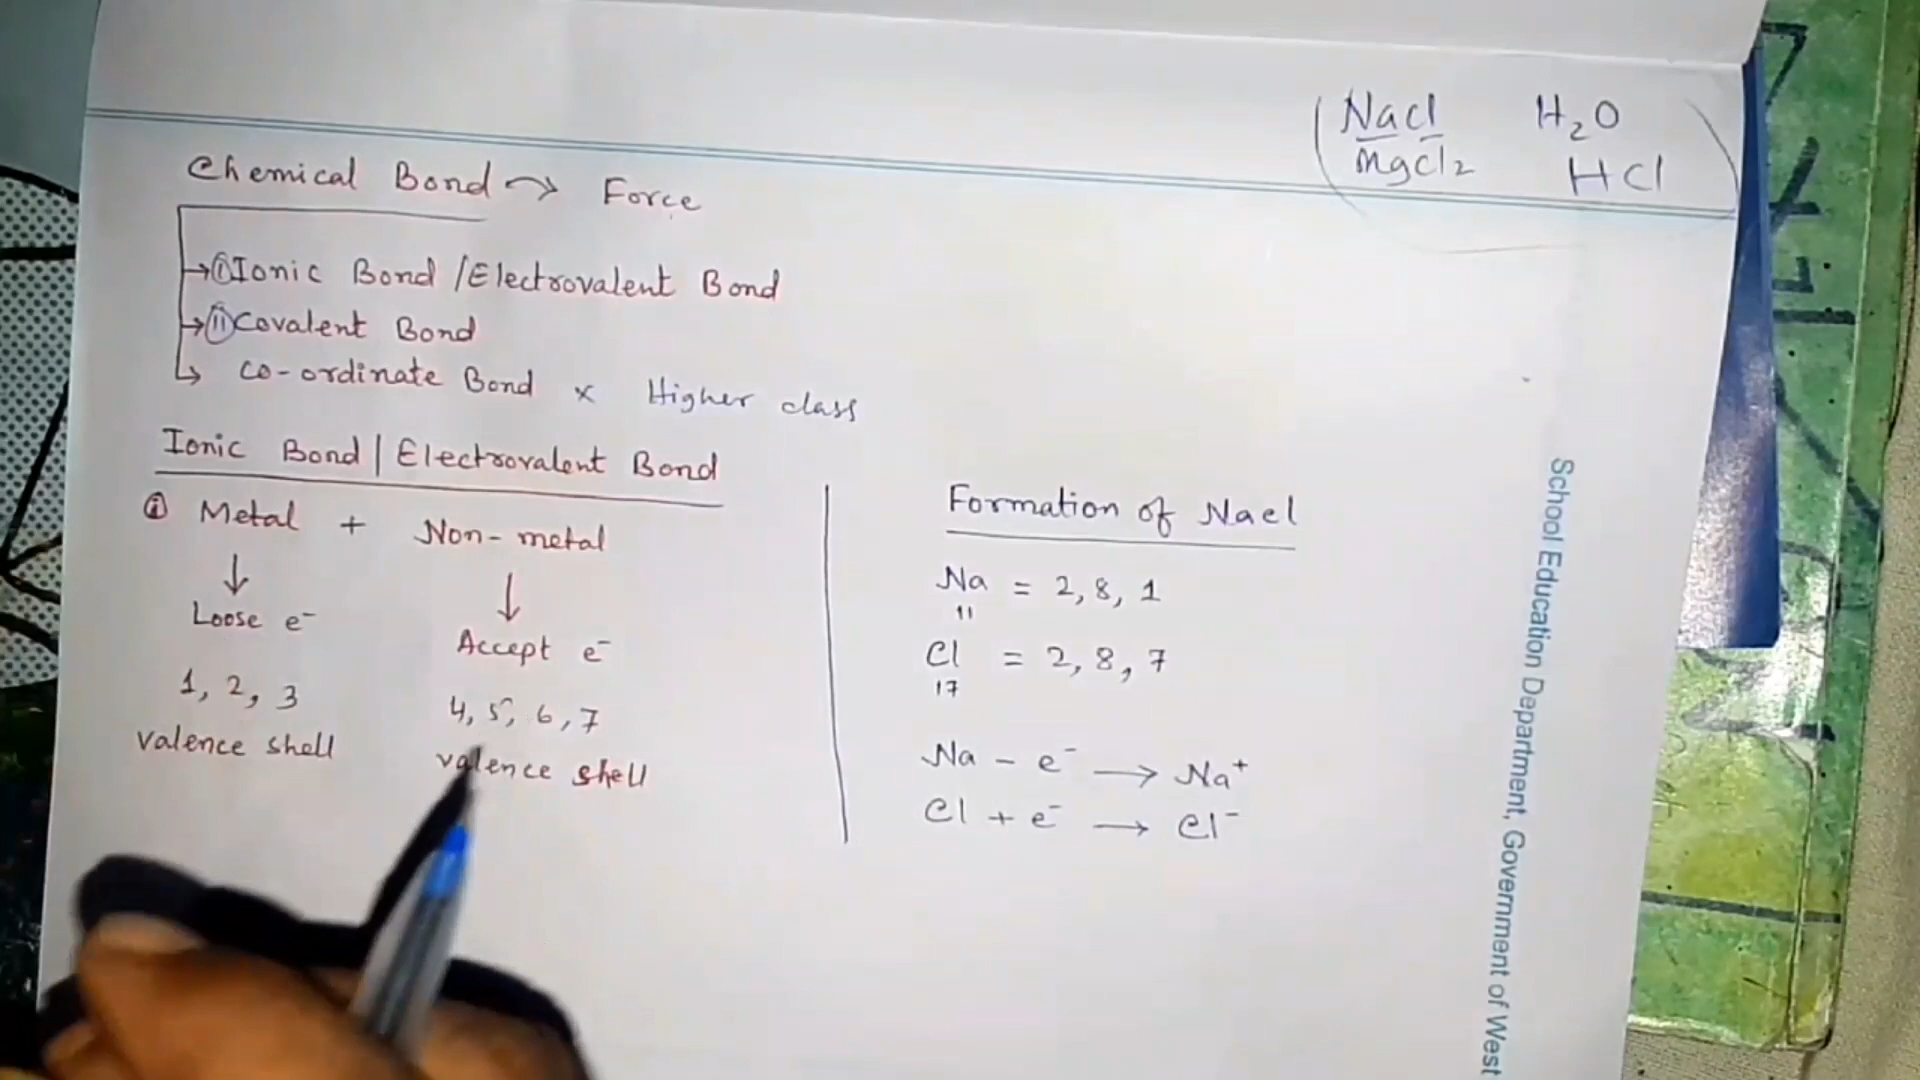 Nacl H₂O
MgCl₂ HCl
Chemical Bond → Force
→ (i) Ionic Bond / Electrovalent Bond
→ (ii) Covalent Bond
↳ Co-ordinate Bond × Higher class
Ionic Bond | Electrovalent Bond
(i) Metal + Non-metal
↓ ↓
Loose e⁻ Accept e⁻
1, 2, 3 4, 5, 6, 7
valence shell valence shell
Formation of Nacl
Na = 2, 8, 1
11
Cl = 2, 8, 7
17
Na - e⁻ → Na⁺
Cl + e⁻ → Cl⁻
School Education Department, Government of West